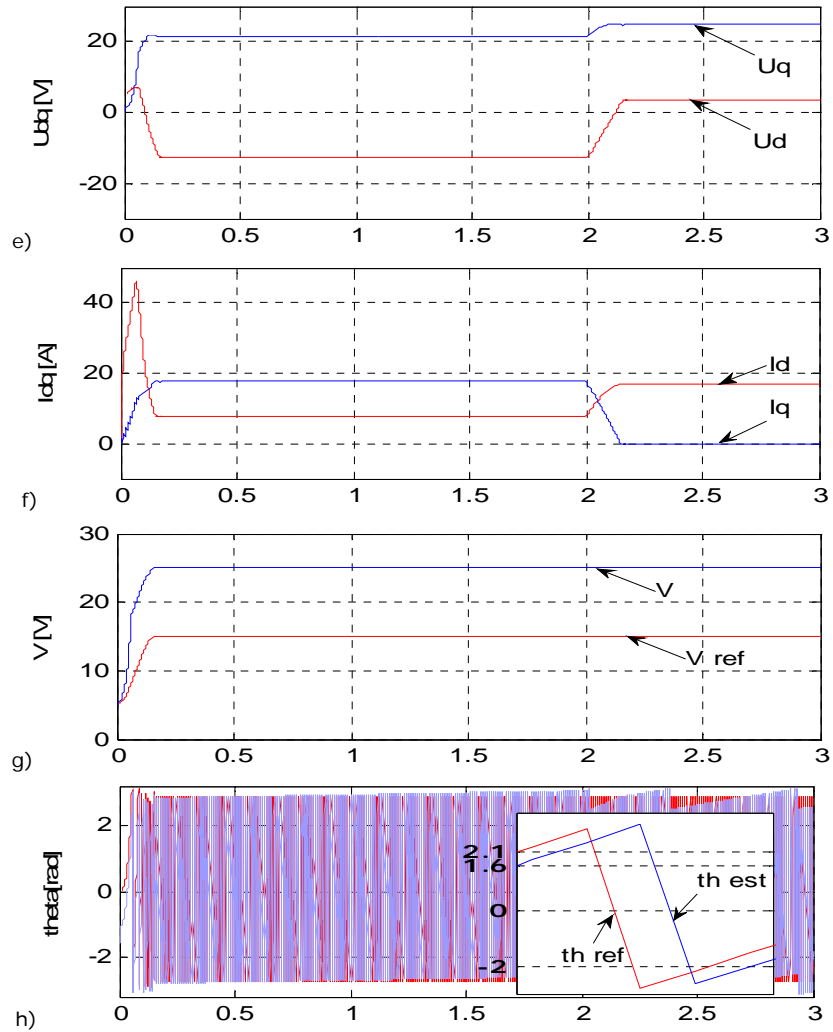 20
0
-20
Udq [V]
Uq
Ud
0 0.5 1 1.5 2 2.5 3
e)
40
20
0
Idq [A]
Id
Iq
0 0.5 1 1.5 2 2.5 3
f)
30
20
10
0
V [V]
V
V ref
0 0.5 1 1.5 2 2.5 3
g)
2
0
-2
theta[rad]
2.1
1.6
0
-2
th est
th ref
0 0.5 1 1.5 2 2.5 3
h)